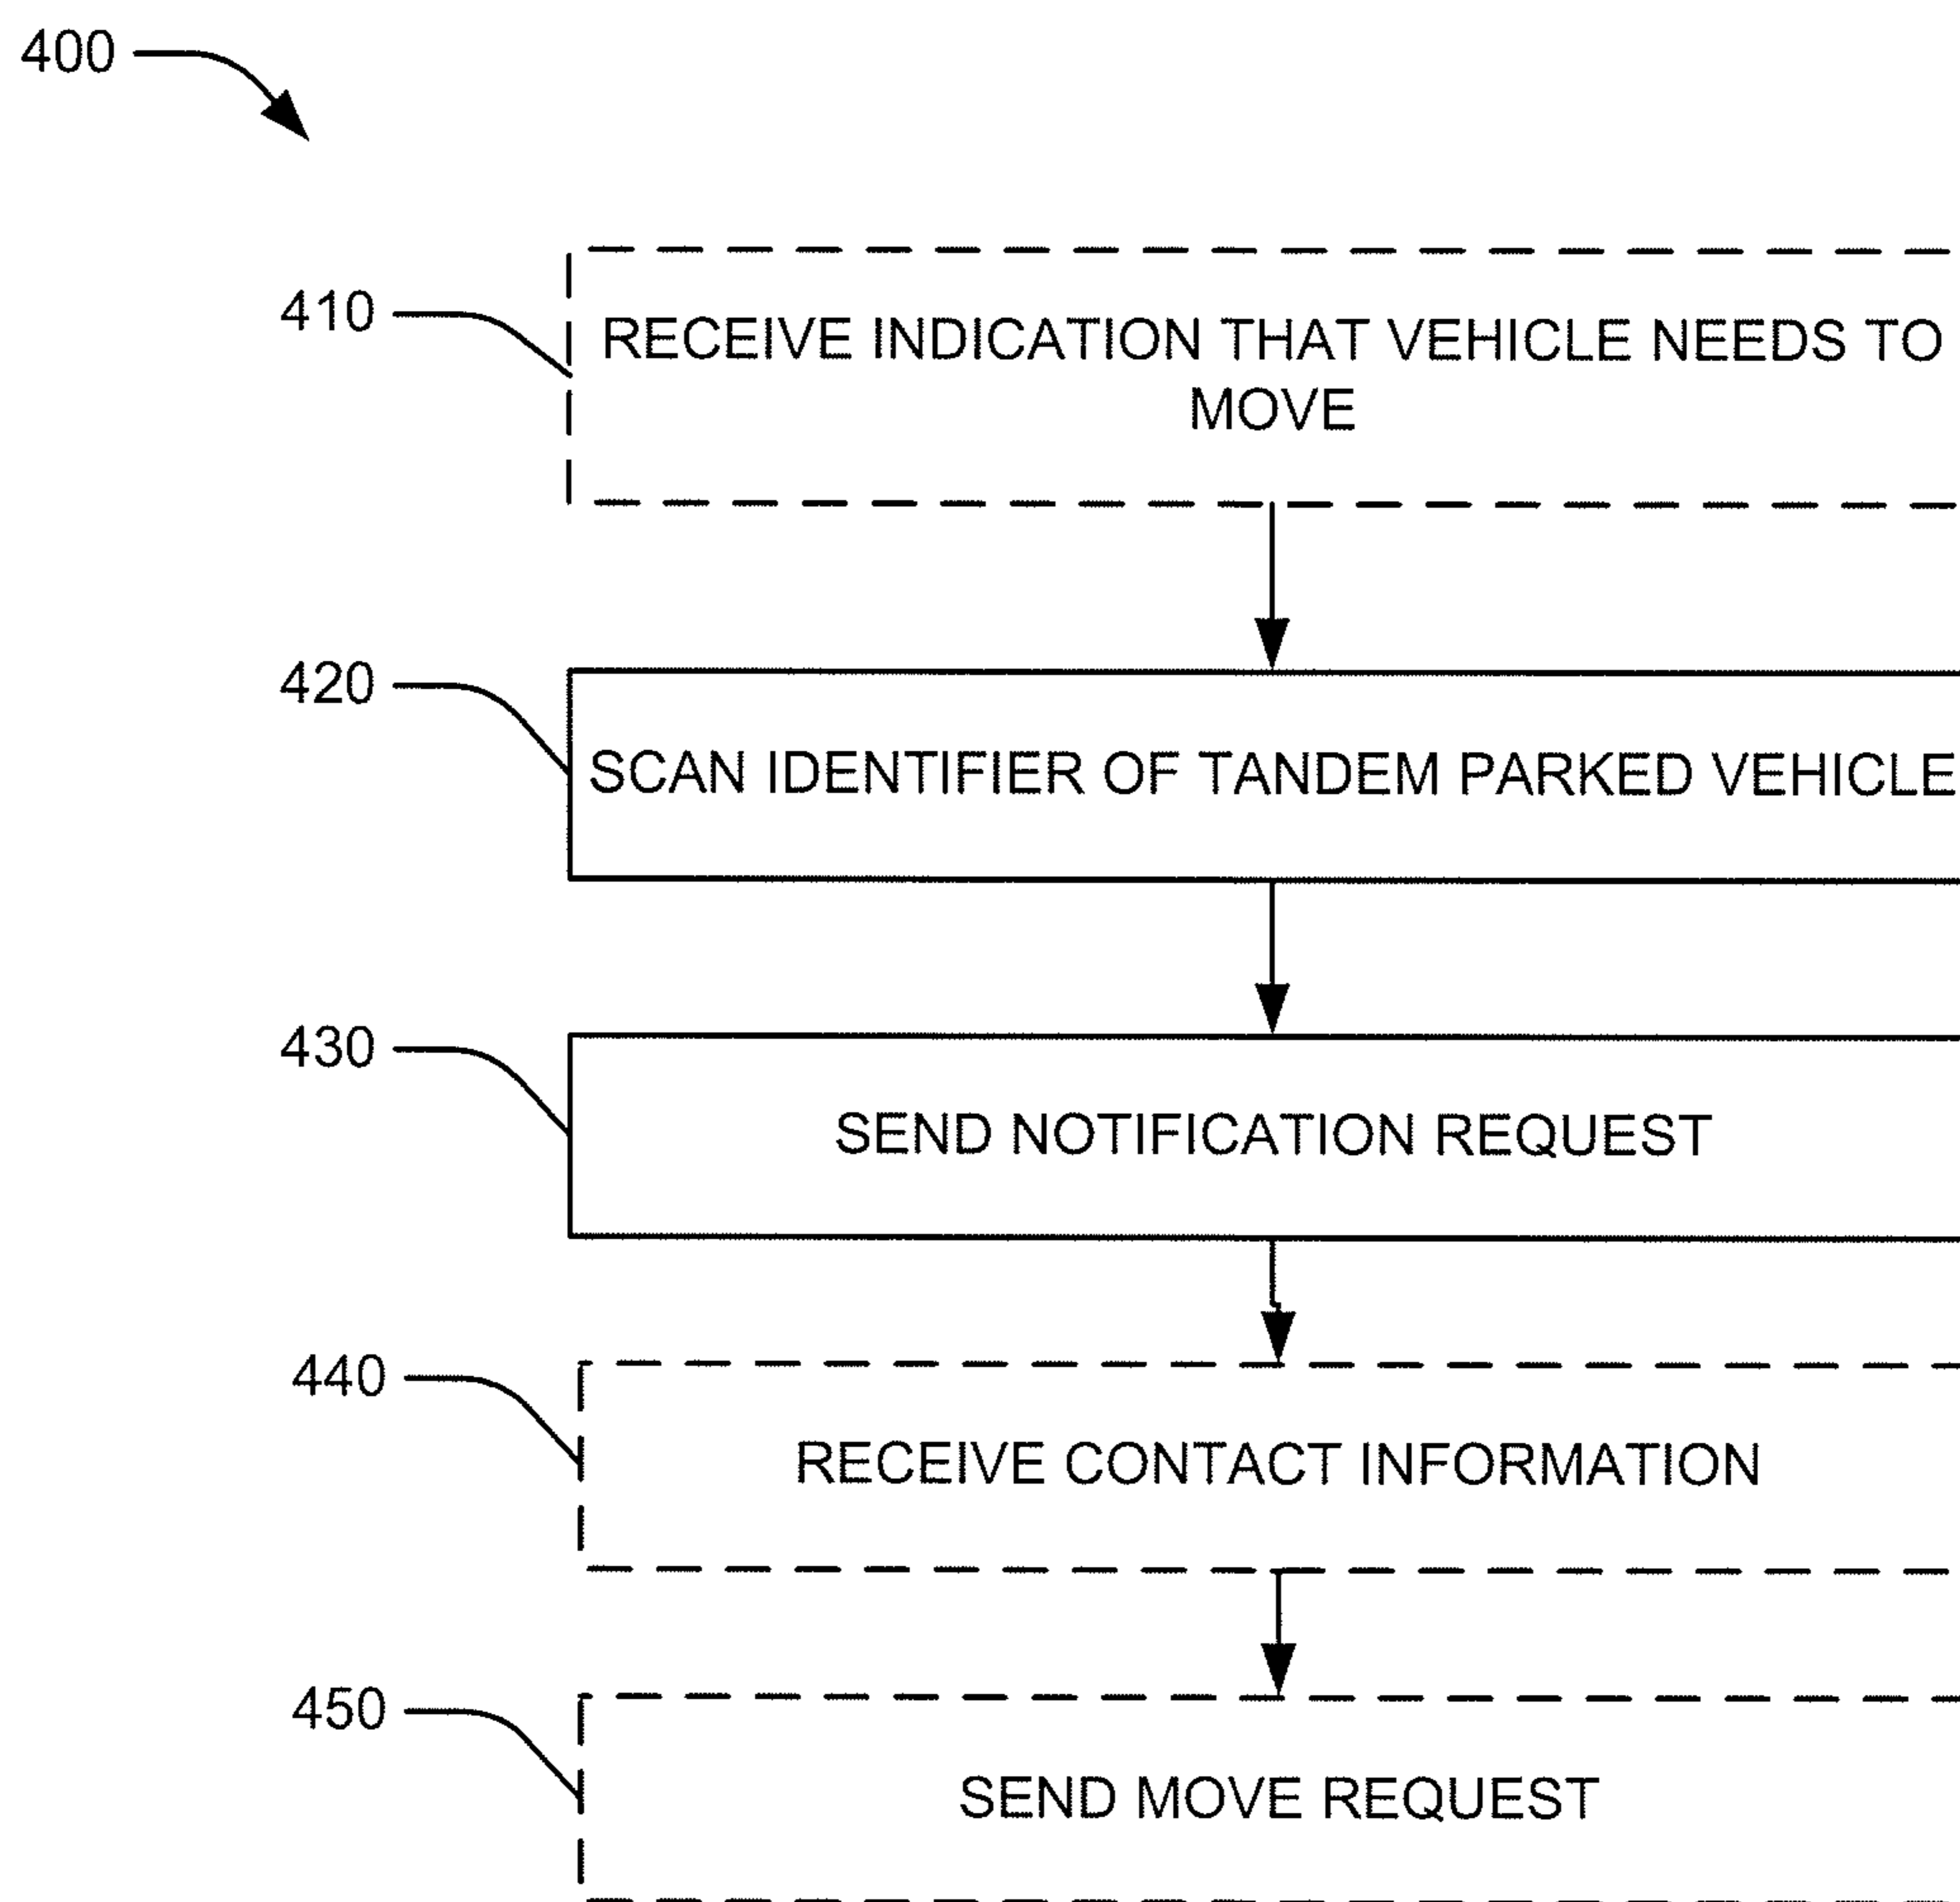 400
410
RECEIVE INDICATION THAT VEHICLE NEEDS TO
MOVE
420
SCAN IDENTIFIER OF TANDEM PARKED VEHICLE
430
SEND NOTIFICATION REQUEST
440
RECEIVE CONTACT INFORMATION
450
SEND MOVE REQUEST